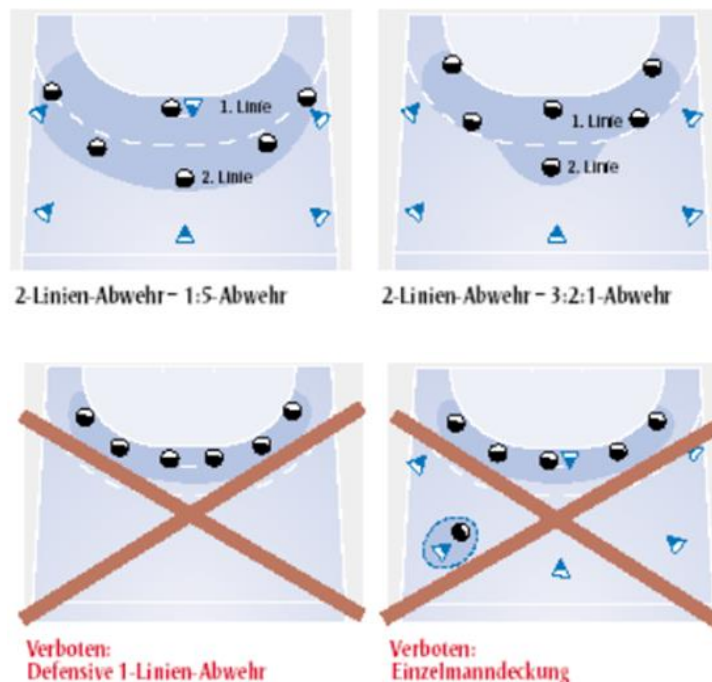 1. Linie
2. Linie
1. Linie
2. Linie
2-Linien-Abwehr – 1:5-Abwehr
2-Linien-Abwehr – 3:2:1-Abwehr
Verboten:
Defensive 1-Linien-Abwehr
Verboten:
Einzelmanndeckung